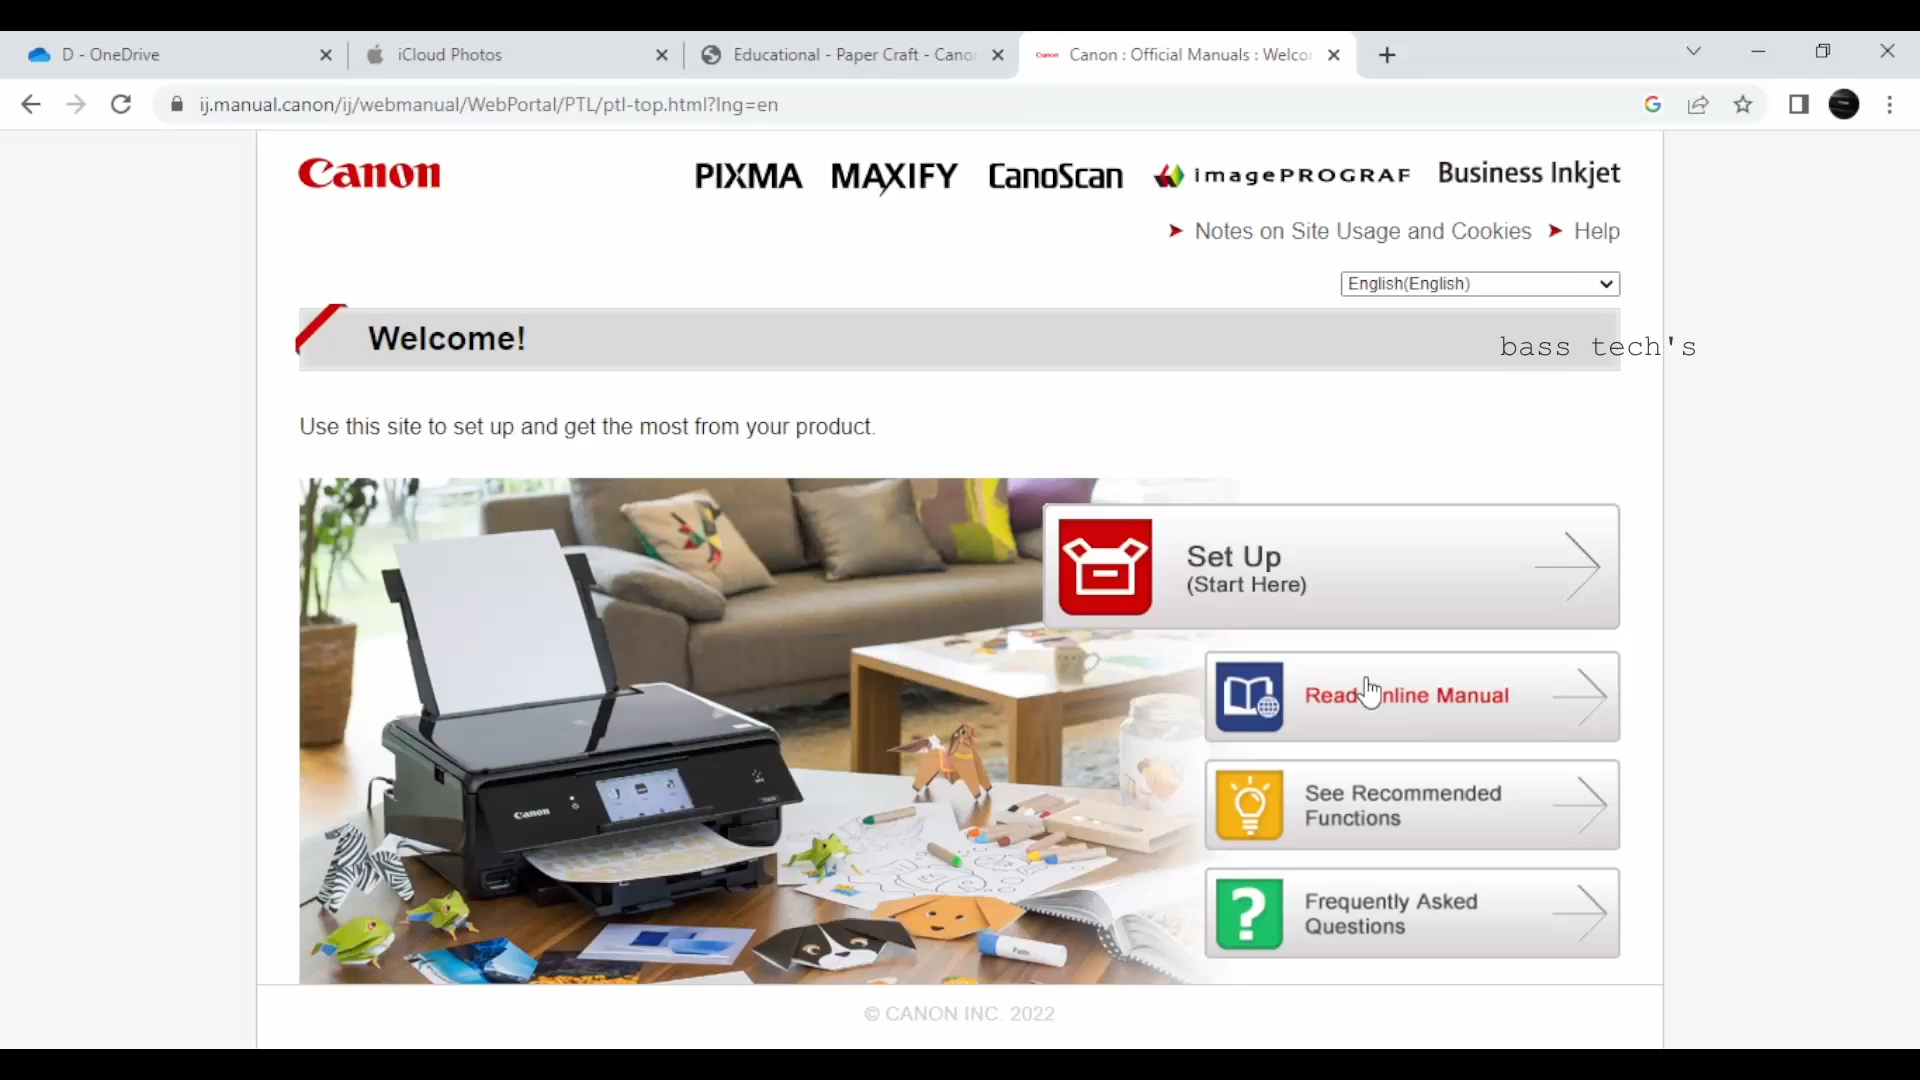 D - OneDrive
iCloud Photos
Educational - Paper Craft - Cano
Canon : Official Manuals : Welcor
ij.manual.canon/ij/webmanual/WebPortal/PTL/ptl-top.html?lng=en
Canon
PIXMA MAXIFY CanoScan imagePROGRAF Business Inkjet
Notes on Site Usage and Cookies Help
English(English)
Welcome!
bass tech's
Use this site to set up and get the most from your product.
Set Up
(Start Here)
Read Online Manual
See Recommended
Functions
Frequently Asked
Questions
Canon
© CANON INC. 2022